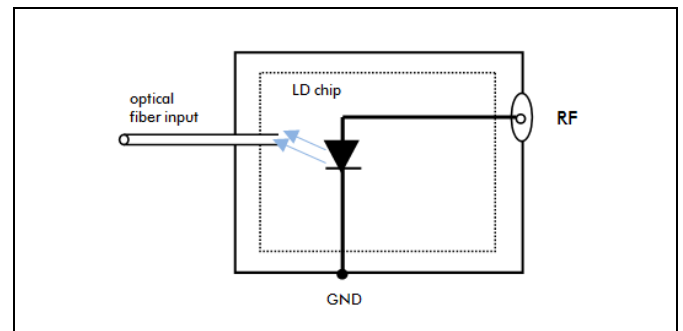 LD chip
optical
fiber input
RF
GND